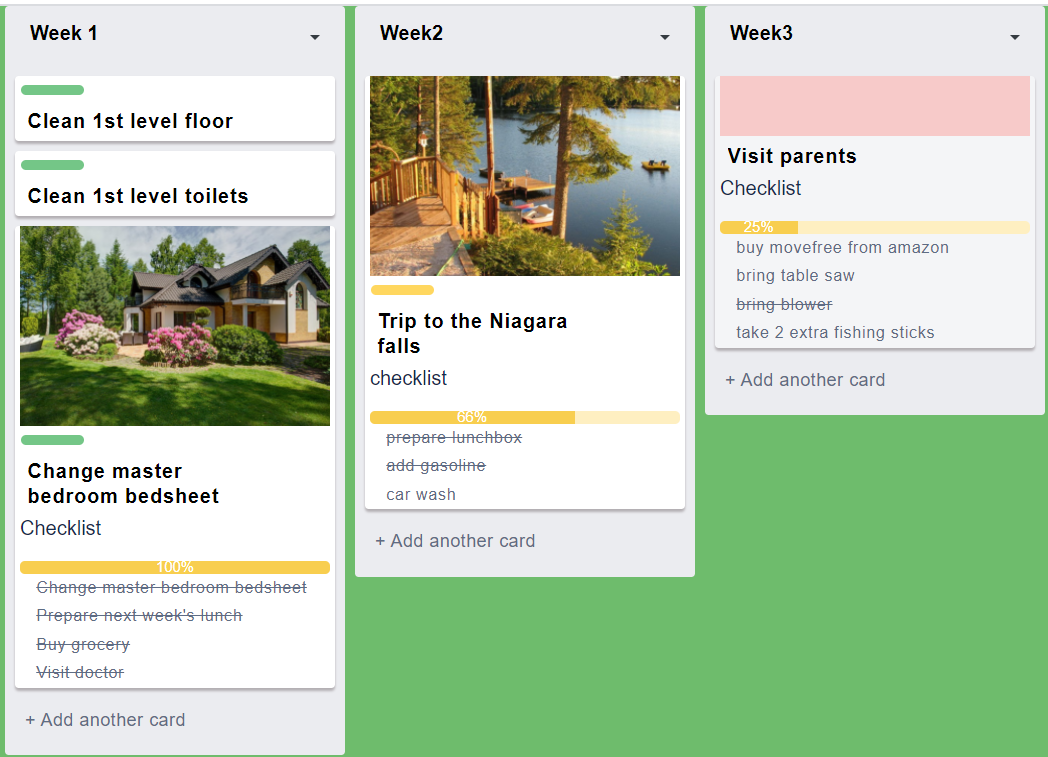 Week 1
Clean 1st level floor
Clean 1st level toilets
Change master
bedroom bedsheet
Checklist
100%
Change master bedroom bedsheet
Prepare next week's lunch
Buy grocery
Visit doctor
+ Add another card
Week2
Trip to the Niagara
falls
checklist
66%
prepare lunchbox
add gasoline
car wash
+ Add another card
Week3
Visit parents
Checklist
25%
buy movefree from amazon
bring table saw
bring blower
take 2 extra fishing sticks
+ Add another card